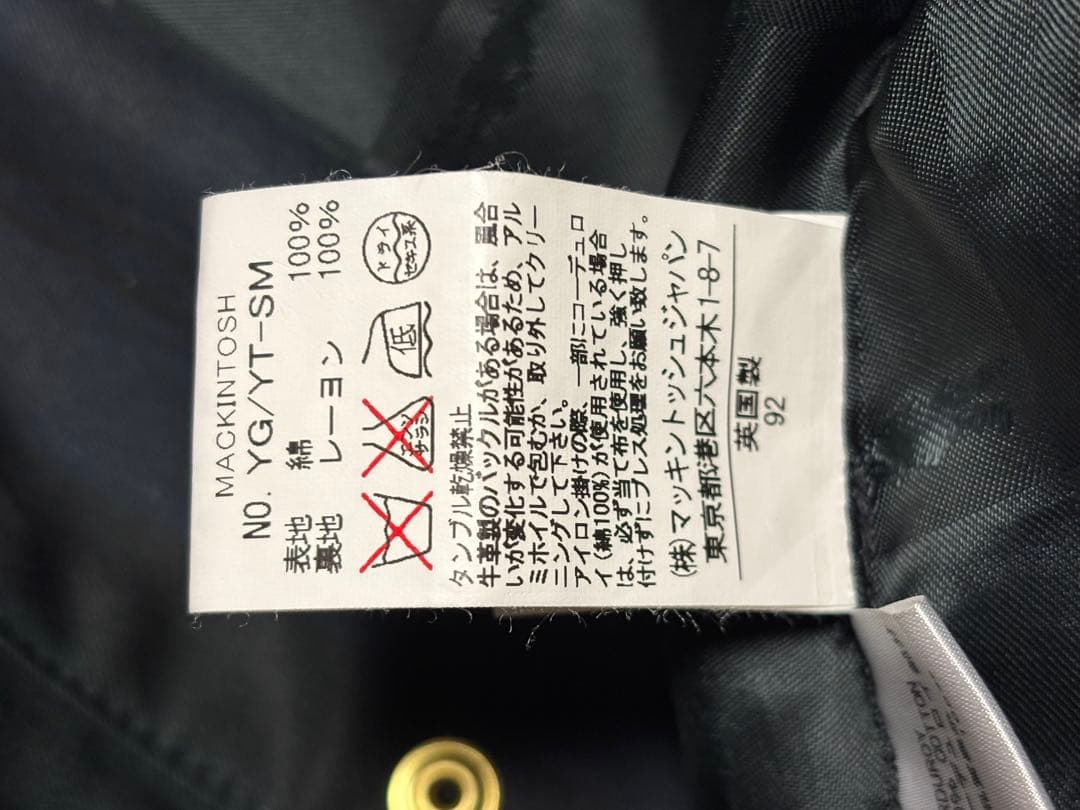 MACKINTOSH
NO. YG/YT-SM
表地 綿 100%
裏地 レーヨン 100%
エンソ サラシ 低 ドライ セキユ系
タンブル乾燥禁止
牛革製のバックルがある場合は、風合
いが変化する可能性があるため、アル
ミホイルで包むか、取り外してクリー
ニングして下さい。
アイロン掛けの際、一部にコーデュロ
イ(綿100%)が使用されている場合
は、必ず当て布を使用し、強く押し
付けずにプレス処理をお願い致します。
(株)マッキントッシュジャパン
東京都港区六本木1-8-7
英国製
92
COTTON